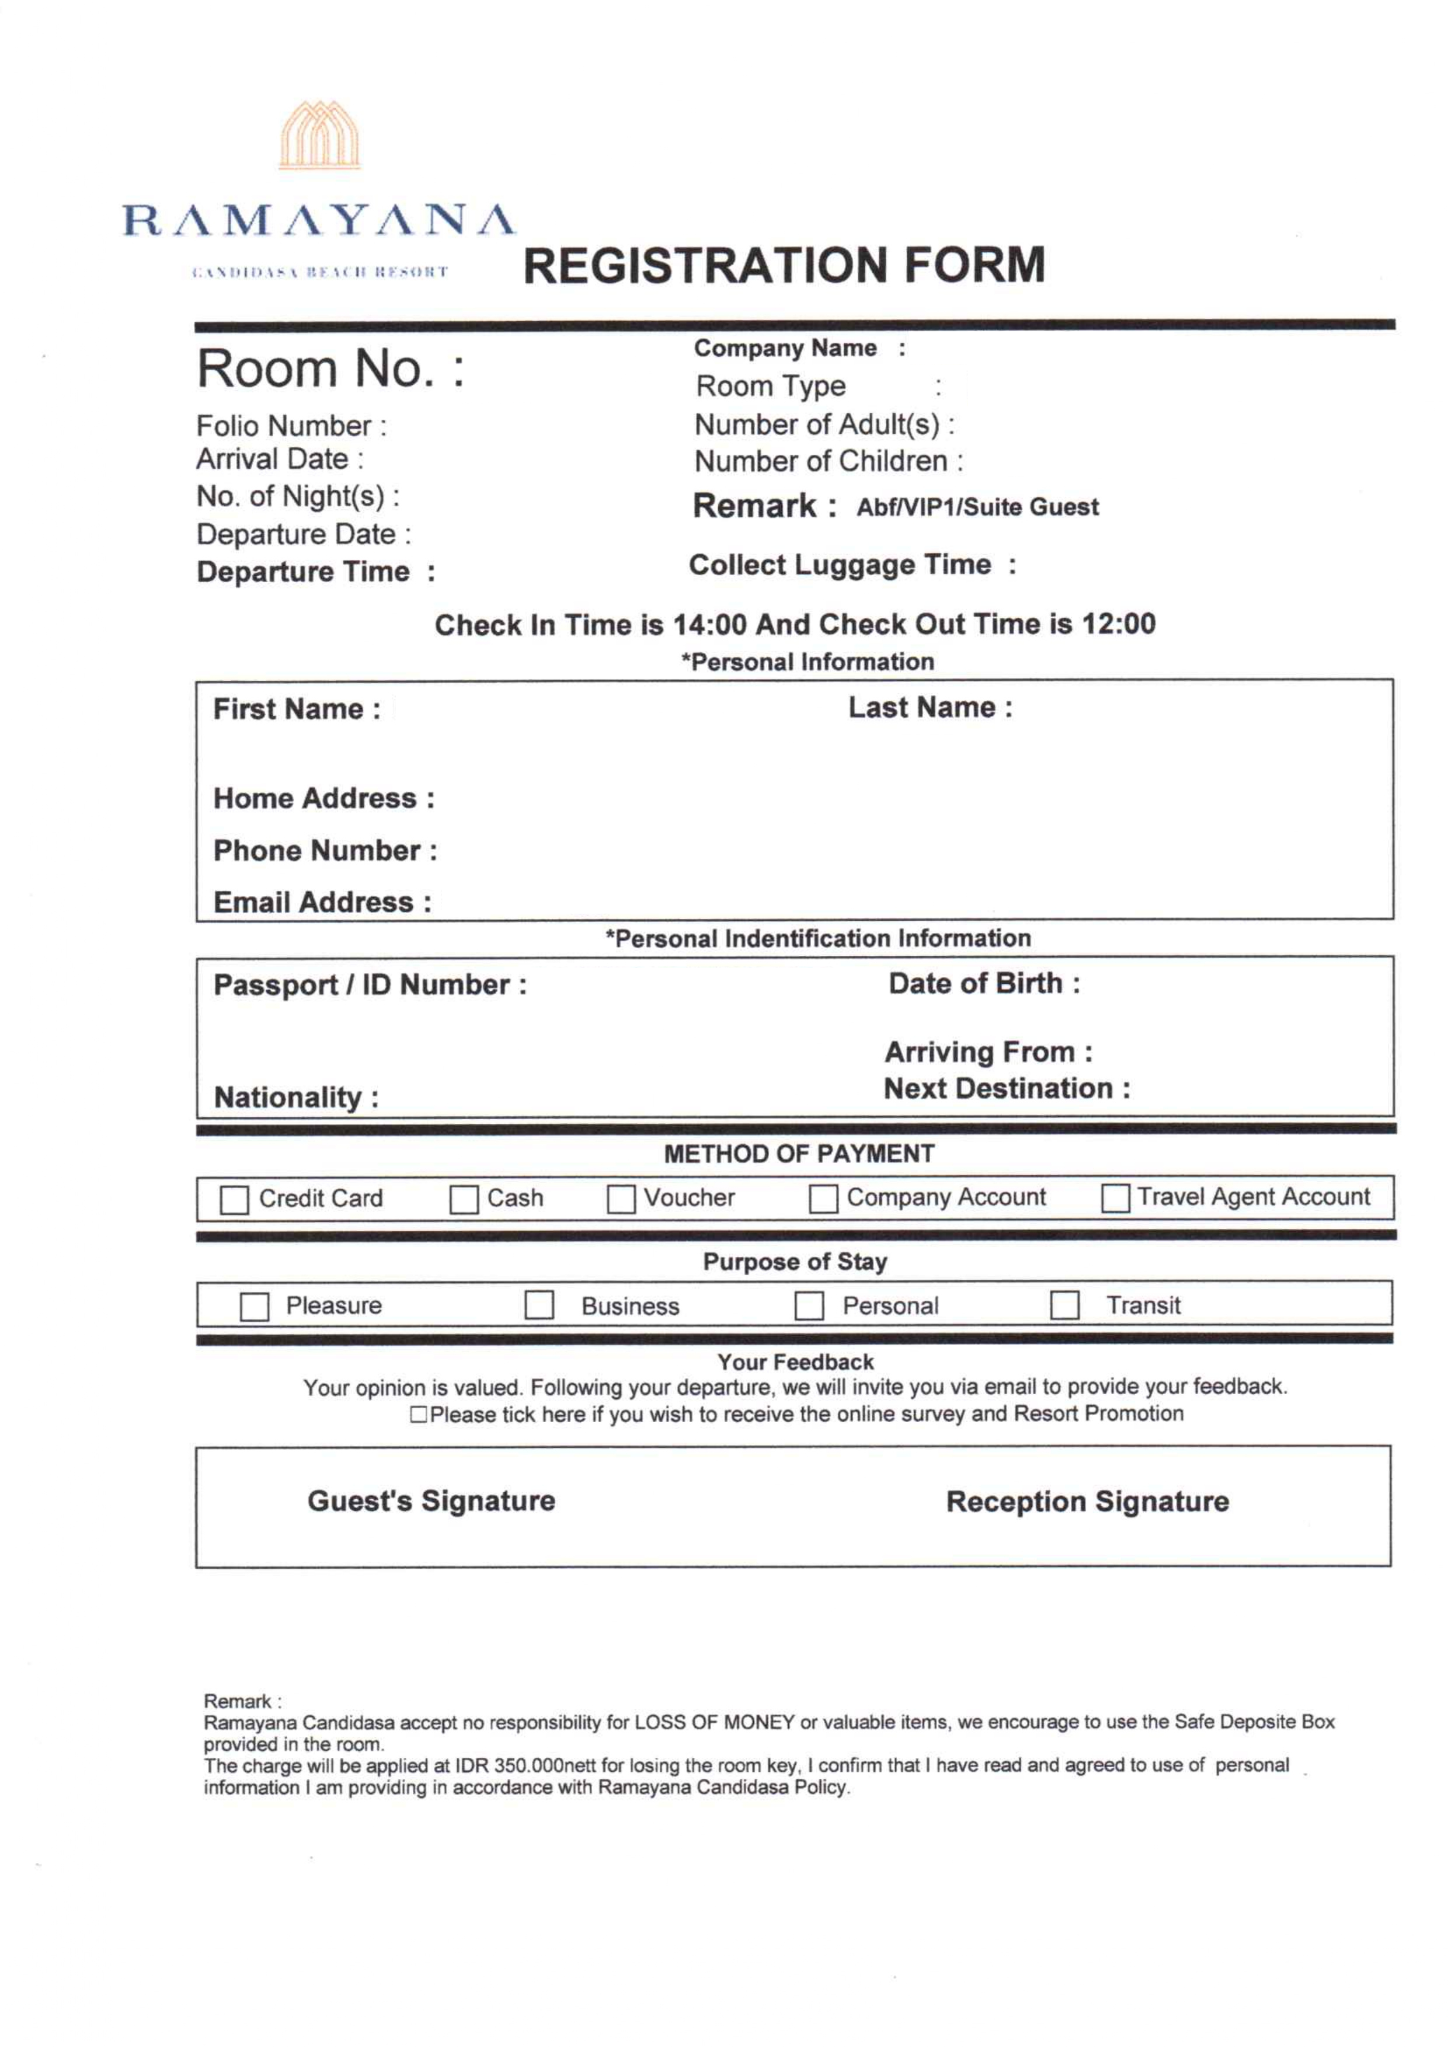 RAMAYANA
CANDIDASA BEACH RESORT
REGISTRATION FORM
Room No. :
Company Name :
Room Type :
Folio Number :
Number of Adult(s) :
Arrival Date :
Number of Children :
No. of Night(s) :
Remark : Abf/VIP1/Suite Guest
Departure Date :
Departure Time :
Collect Luggage Time :
Check In Time is 14:00 And Check Out Time is 12:00
*Personal Information
First Name :
Last Name :
Home Address :
Phone Number :
Email Address :
*Personal Indentification Information
Passport / ID Number :
Date of Birth :
Arriving From :
Next Destination :
Nationality :
METHOD OF PAYMENT
Credit Card Cash Voucher Company Account Travel Agent Account
Purpose of Stay
Pleasure Business Personal Transit
Your Feedback
Your opinion is valued. Following your departure, we will invite you via email to provide your feedback.
Please tick here if you wish to receive the online survey and Resort Promotion
Guest's Signature
Reception Signature
Remark :
Ramayana Candidasa accept no responsibility for LOSS OF MONEY or valuable items, we encourage to use the Safe Deposite Box
provided in the room.
The charge will be applied at IDR 350.000nett for losing the room key, I confirm that I have read and agreed to use of personal
information I am providing in accordance with Ramayana Candidasa Policy.